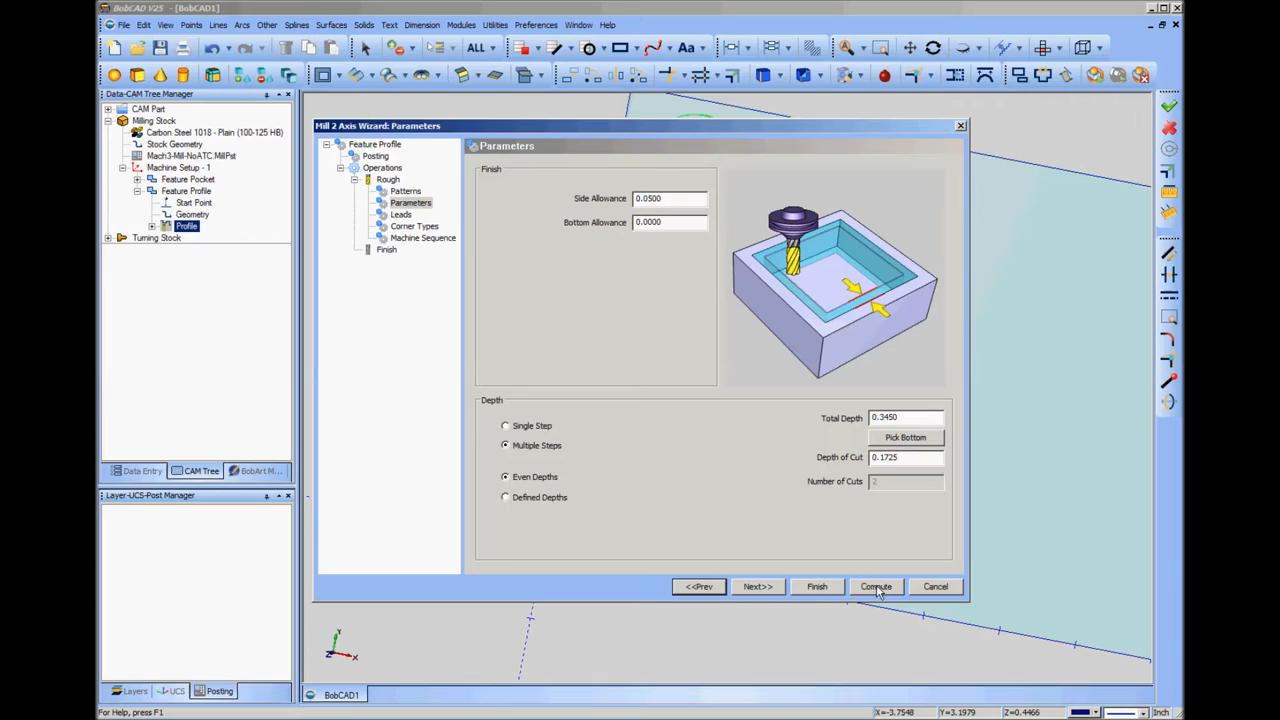 BobCAD V25 - [BobCAD1]
File Edit View Points Lines Arcs Other Splines Surfaces Solids Text Dimension Modules Utilities Preferences Window Help
ALL Aa
Data-CAM Tree Manager
CAM Part
Milling Stock
Carbon Steel 1018 - Plain (100-125 HB)
Stock Geometry
Mach3-Mill-NoATC.MillPst
Machine Setup - 1
Feature Pocket
Feature Profile
Start Point
Geometry
Profile
Turning Stock
Data Entry CAM Tree BobArt M...
Layer-UCS-Post Manager
Layers UCS Posting
Mill 2 Axis Wizard: Parameters
Feature Profile
Posting
Operations
Rough
Patterns
Parameters
Leads
Corner Types
Machine Sequence
Finish
Parameters
Finish
Side Allowance 0.0500
Bottom Allowance 0.0000
Depth
Single Step
Multiple Steps
Even Depths
Defined Depths
Total Depth 0.3450
Pick Bottom
Depth of Cut 0.1725
Number of Cuts 2
<<Prev Next>> Finish Compute Cancel
Y
Z X
BobCAD1
For Help, press F1
X=-3.7548 Y=3.1979 Z=0.4466 Inch